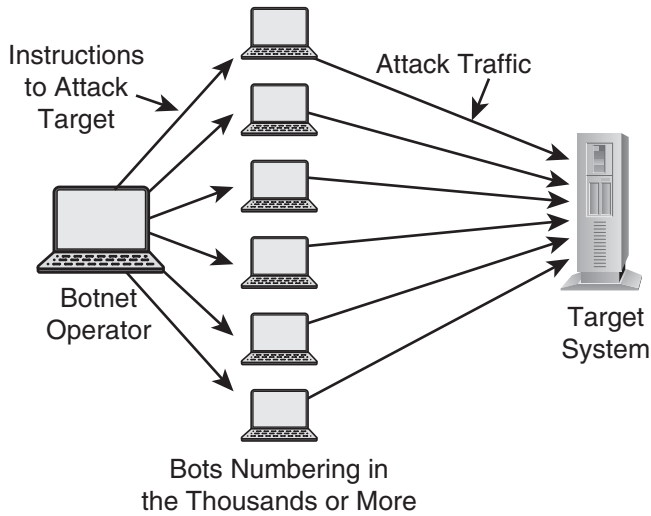 Instructions
to Attack
Target
Attack Traffic
Botnet
Operator
Target
System
Bots Numbering in
the Thousands or More